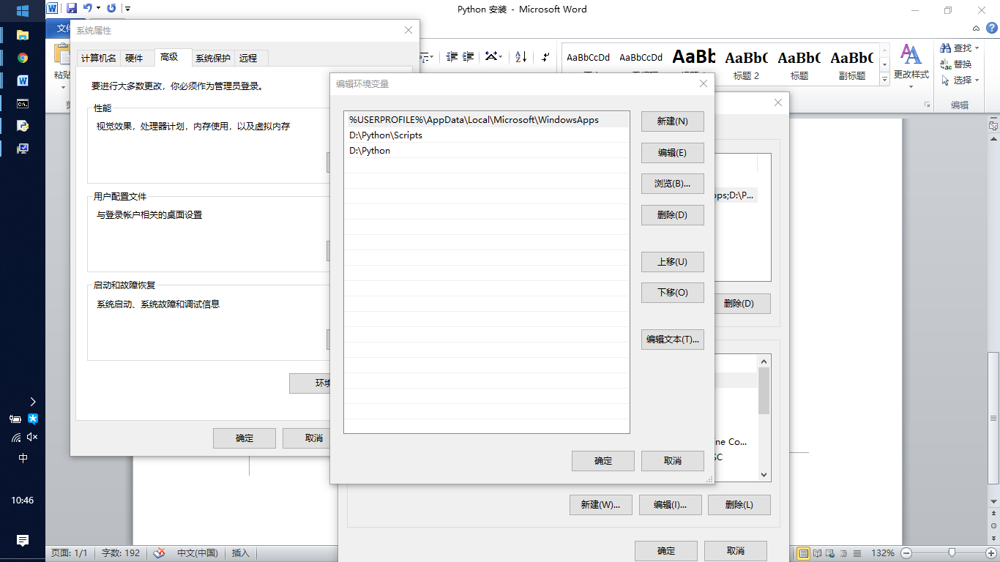 Python 安装 - Microsoft Word
系统属性
计算机名 硬件 高级 系统保护 远程
要进行大多数更改，你必须作为管理员登录。
性能
视觉效果，处理器计划，内存使用，以及虚拟内存
用户配置文件
与登录帐户相关的桌面设置
启动和故障恢复
系统启动、系统故障和调试信息
确定 取消
编辑环境变量
%USERPROFILE%\AppData\Local\Microsoft\WindowsApps
D:\Python\Scripts
D:\Python
新建(N)
编辑(E)
浏览(B)...
删除(D)
上移(U)
下移(O)
编辑文本(T)...
确定 取消
ops;D:\P...
删除(D)
ne Co...
SC
新建(W)... 编辑(I)... 删除(L)
确定 取消
AaBbCcDd AaBbCcDd AaBb AaBbC AaBbC AaBbC
标题 2 标题 副标题
更改样式
查找
替换
选择
编辑
粘贴
中
10:46
页面: 1/1 字数: 192 中文(中国) 插入 132%